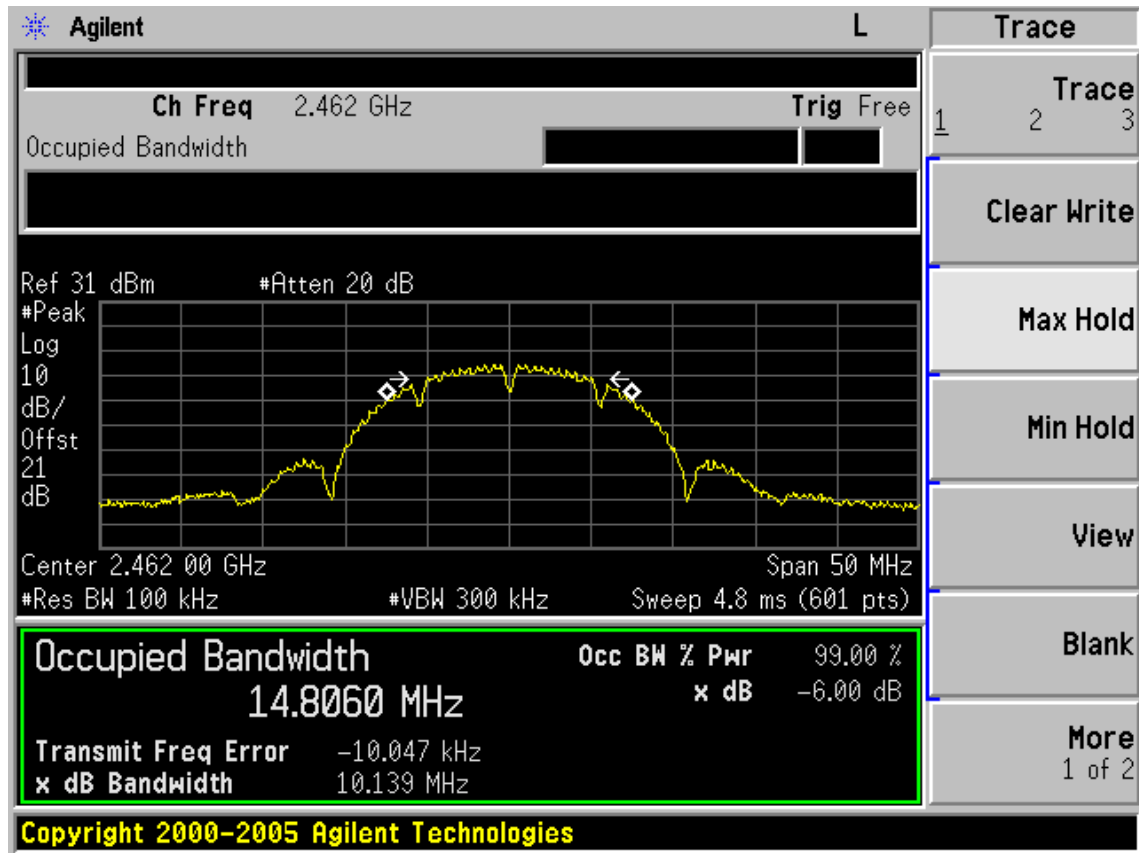 Agilent
L
Ch Freq 2.462 GHz
Trig Free
Occupied Bandwidth
Ref 31 dBm
#Atten 20 dB
#Peak
Log
10
dB/
Offst
21
dB
Center 2.462 00 GHz
Span 50 MHz
#Res BW 100 kHz
#VBW 300 kHz
Sweep 4.8 ms (601 pts)
Occupied Bandwidth
14.8060 MHz
Occ BW % Pwr 99.00 %
x dB -6.00 dB
Transmit Freq Error -10.047 kHz
x dB Bandwidth 10.139 MHz
Copyright 2000-2005 Agilent Technologies
Trace
Trace
1 2 3
Clear Write
Max Hold
Min Hold
View
Blank
More
1 of 2